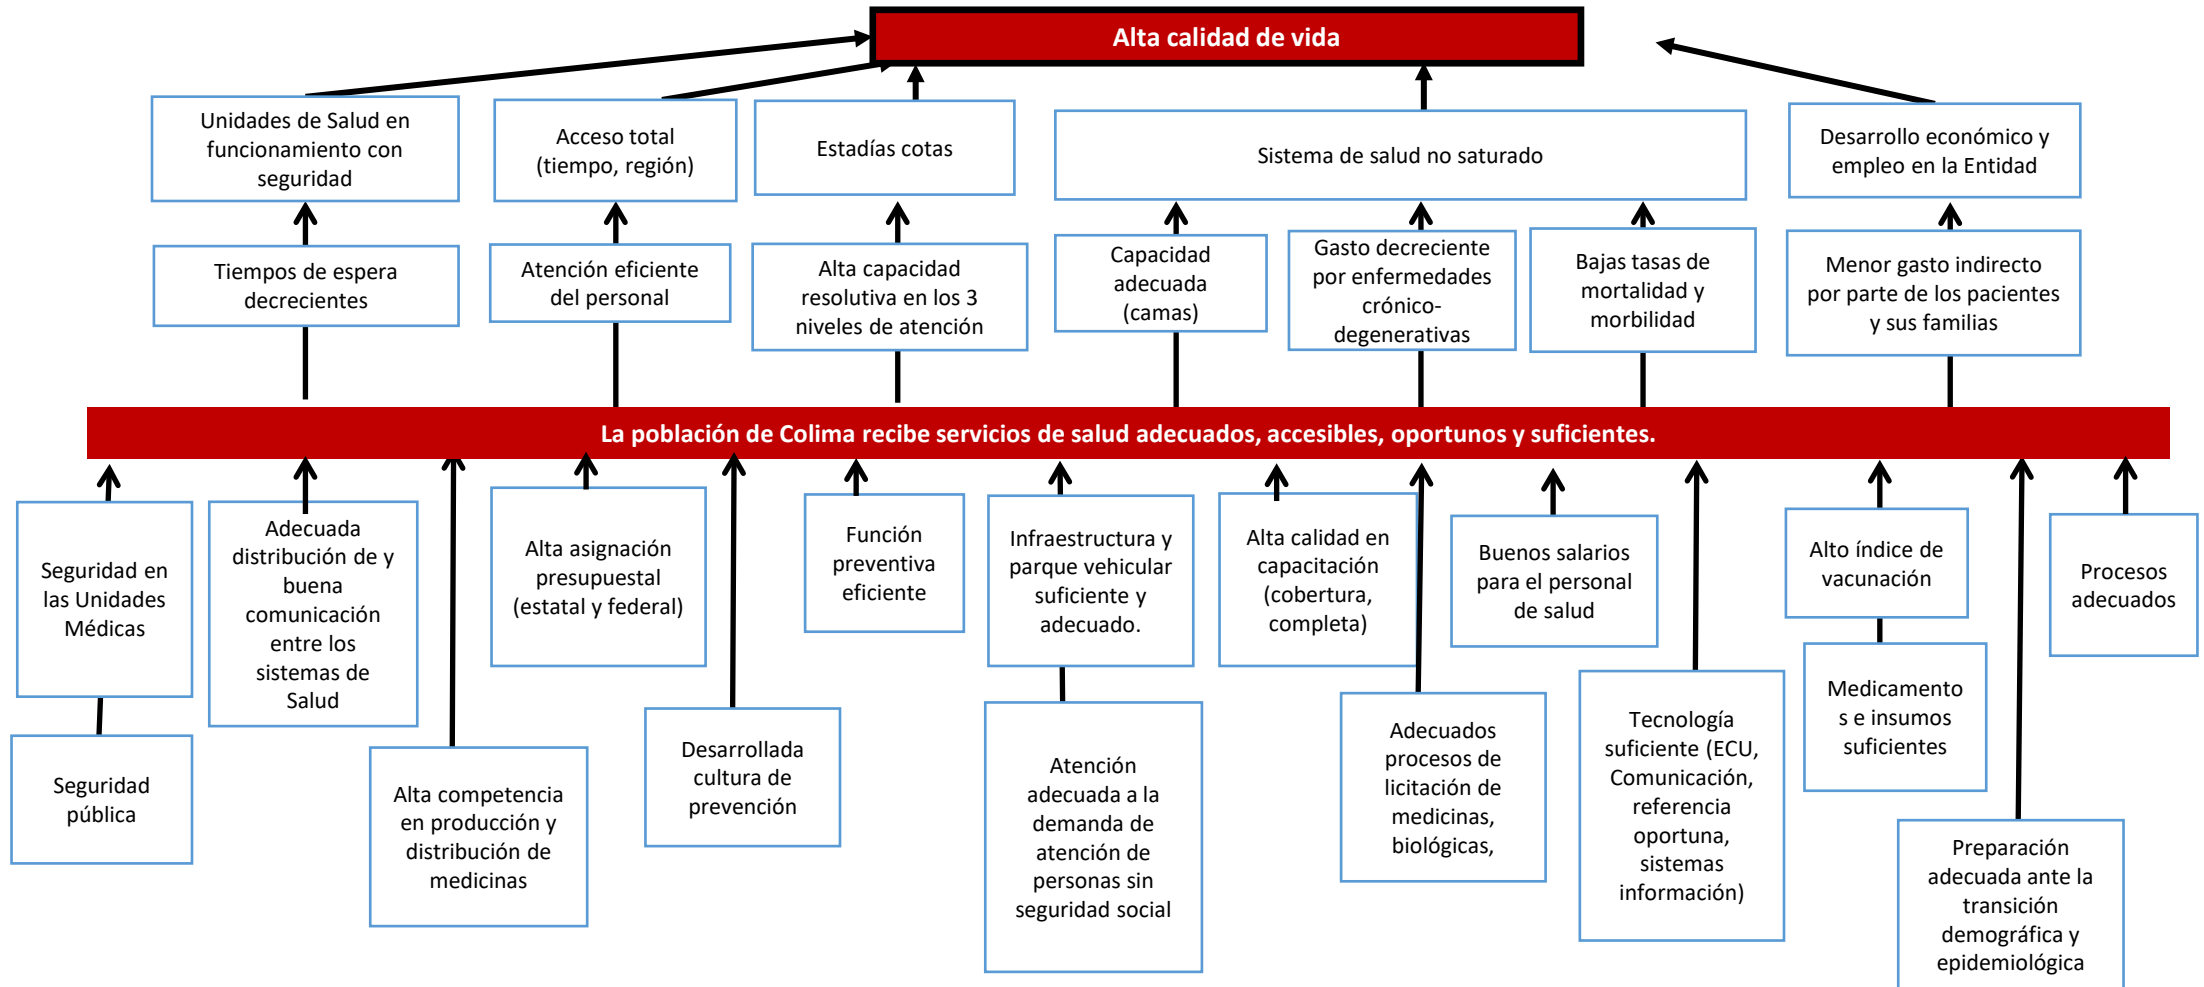 Alta calidad de vida
Unidades de Salud en
funcionamiento con
seguridad
Acceso total
(tiempo, región)
Estadías cotas
Sistema de salud no saturado
Desarrollo económico y
empleo en la Entidad
Tiempos de espera
decrecientes
Atención eficiente
del personal
Alta capacidad
resolutiva en los 3
niveles de atención
Capacidad
adecuada
(camas)
Gasto decreciente
por enfermedades
crónico-
degenerativas
Bajas tasas de
mortalidad y
morbilidad
Menor gasto indirecto
por parte de los pacientes
y sus familias
La población de Colima recibe servicios de salud adecuados, accesibles, oportunos y suficientes.
Seguridad en
las Unidades
Médicas
Adecuada
distribución de y
buena
comunicación
entre los
sistemas de
Salud
Alta asignación
presupuestal
(estatal y federal)
Función
preventiva
eficiente
Infraestructura y
parque vehicular
suficiente y
adecuado.
Alta calidad en
capacitación
(cobertura,
completa)
Buenos salarios
para el personal
de salud
Alto índice de
vacunación
Procesos
adecuados
Seguridad
pública
Alta competencia
en producción y
distribución de
medicinas
Desarrollada
cultura de
prevención
Atención
adecuada a la
demanda de
atención de
personas sin
seguridad social
Adecuados
procesos de
licitación de
medicinas,
biológicas,
Tecnología
suficiente (ECU,
Comunicación,
referencia
oportuna,
sistemas
información)
Medicamento
s e insumos
suficientes
Preparación
adecuada ante la
transición
demográfica y
epidemiológica